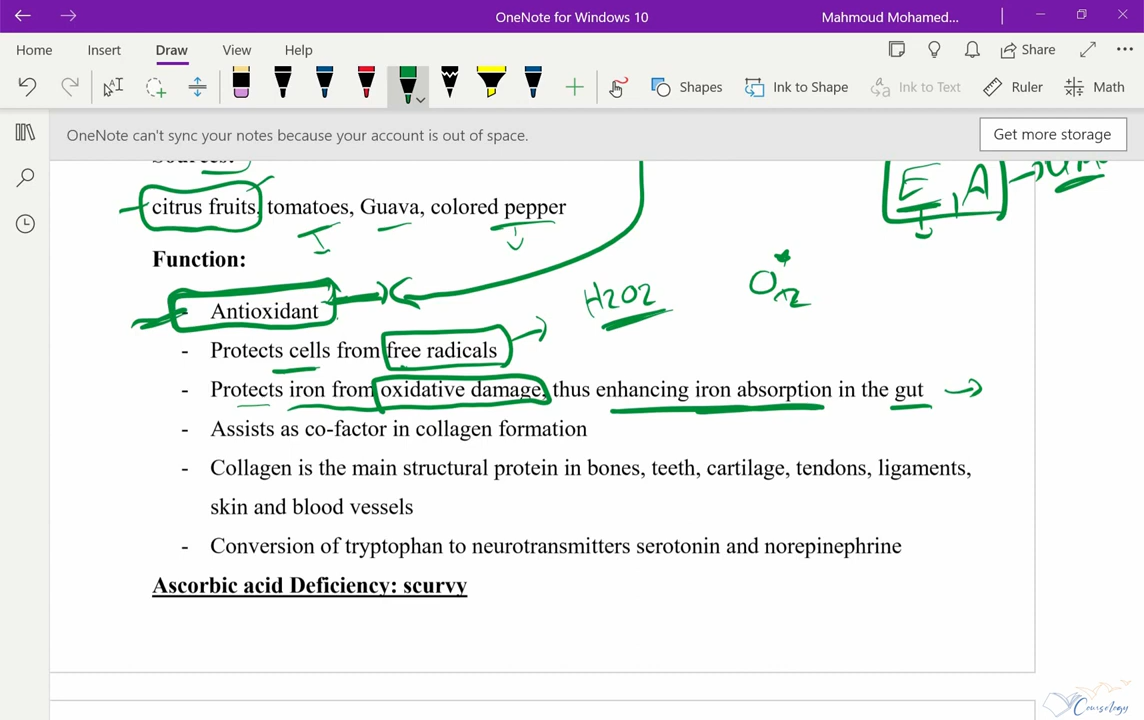 OneNote for Windows 10
Mahmoud Mohamed...
Home Insert Draw View Help
Share
Shapes Ink to Shape Ink to Text Ruler Math
OneNote can't sync your notes because your account is out of space.
Get more storage
Sources:
E, A
citrus fruits, tomatoes, Guava, colored pepper
Function:
H2O2
O2
- Antioxidant
- Protects cells from free radicals
- Protects iron from oxidative damage, thus enhancing iron absorption in the gut
- Assists as co-factor in collagen formation
- Collagen is the main structural protein in bones, teeth, cartilage, tendons, ligaments,
skin and blood vessels
- Conversion of tryptophan to neurotransmitters serotonin and norepinephrine
Ascorbic acid Deficiency: scurvy
Courselogy